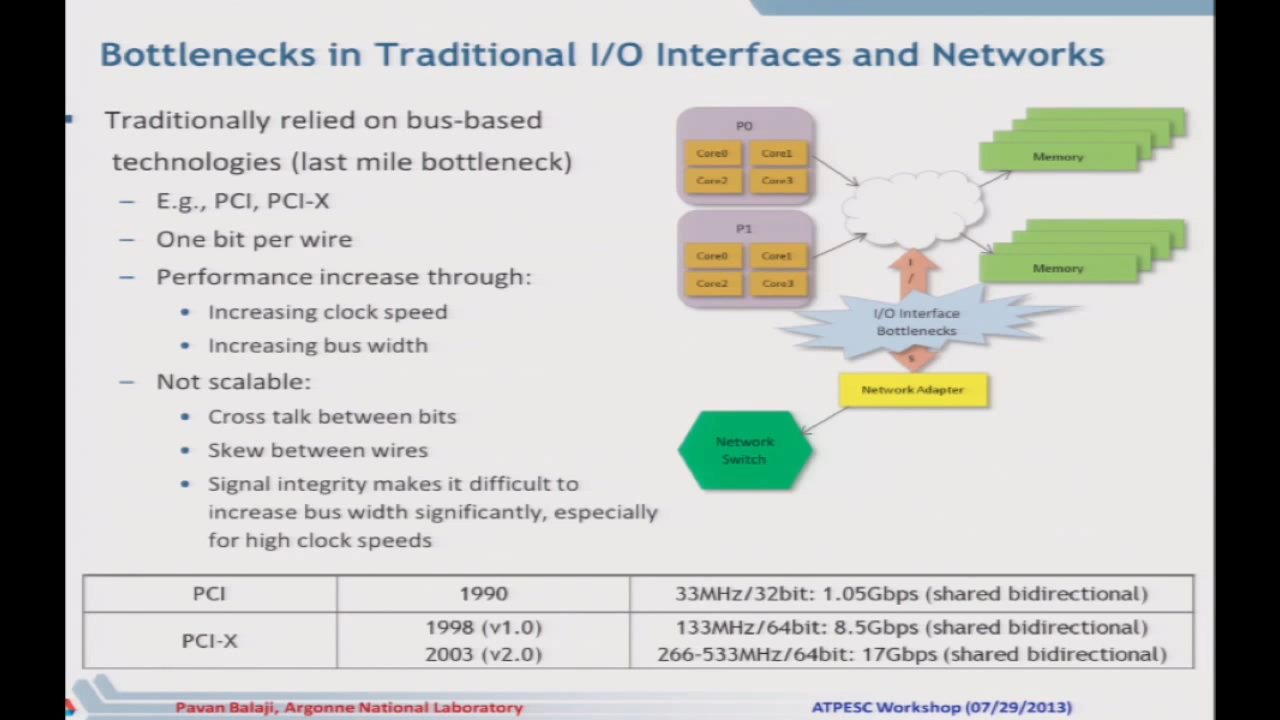 Bottlenecks in Traditional I/O Interfaces and Networks
Traditionally relied on bus-based
technologies (last mile bottleneck)
– E.g., PCI, PCI-X
– One bit per wire
– Performance increase through:
• Increasing clock speed
• Increasing bus width
– Not scalable:
• Cross talk between bits
• Skew between wires
• Signal integrity makes it difficult to
increase bus width significantly, especially
for high clock speeds
P0
Core0 Core1
Core2 Core3
P1
Core0 Core1
Core2 Core3
Memory
Memory
I
/
I/O Interface
Bottlenecks
s
Network Adapter
Network
Switch
PCI 1990 33MHz/32bit: 1.05Gbps (shared bidirectional)
PCI-X 1998 (v1.0) 133MHz/64bit: 8.5Gbps (shared bidirectional)
2003 (v2.0) 266-533MHz/64bit: 17Gbps (shared bidirectional)
Pavan Balaji, Argonne National Laboratory
ATPESC Workshop (07/29/2013)